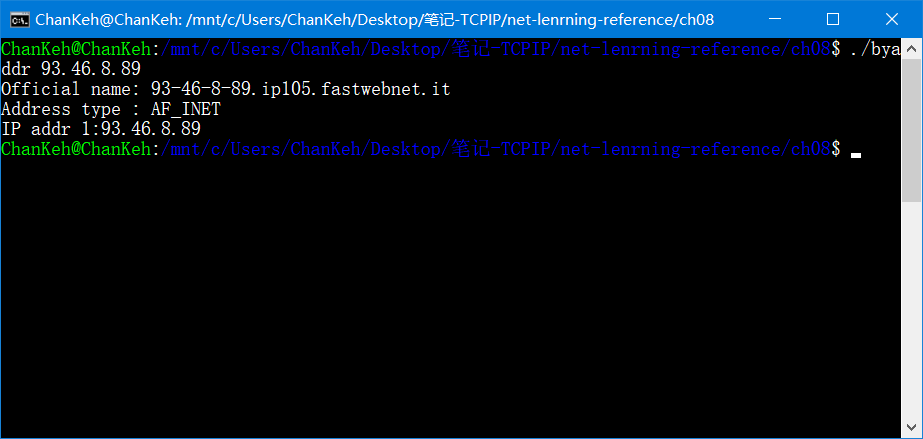 ChanKeh@ChanKeh: /mnt/c/Users/ChanKeh/Desktop/笔记-TCPIP/net-lenrning-reference/ch08
ChanKeh@ChanKeh:/mnt/c/Users/ChanKeh/Desktop/笔记-TCPIP/net-lenrning-reference/ch08$ ./bya
ddr 93.46.8.89
Official name: 93-46-8-89.ip105.fastwebnet.it
Address type : AF_INET
IP addr 1:93.46.8.89
ChanKeh@ChanKeh:/mnt/c/Users/ChanKeh/Desktop/笔记-TCPIP/net-lenrning-reference/ch08$